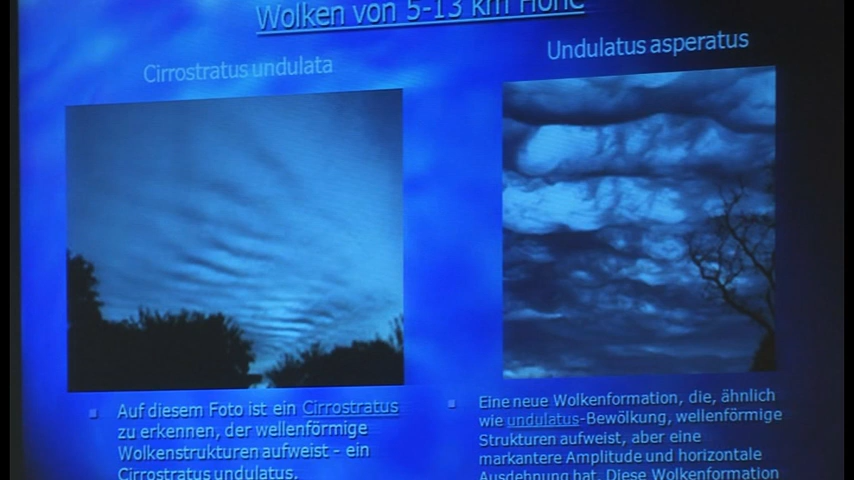 Wolken von 5-13 km Höhe
Cirrostratus undulata
Undulatus asperatus
Auf diesem Foto ist ein Cirrostratus
zu erkennen, der wellenförmige
Wolkenstrukturen aufweist - ein
Cirrostratus undulatus.
Eine neue Wolkenformation, die, ähnlich
wie undulatus-Bewölkung, wellenförmige
Strukturen aufweist, aber eine
markantere Amplitude und horizontale
Ausdehnung hat. Diese Wolkenformation